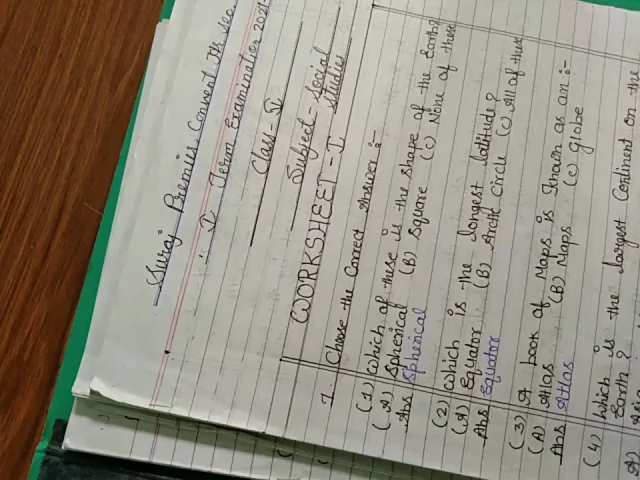 Suraj Premier Convent Jr. sec
I Term Examination 202
Class - V
Subject - Social Studies
WORKSHEET - I
1. Choose the Correct Answer :-
(1) Which of these is the shape of the Earth?
(A) Spherical (B) Square (C) None of these
Ans Spherical
(2) Which is the longest latitude?
(A) Equator (B) Arctic Circle (C) All of these
Ans Equator
(3) A book of Maps is known as an :-
(A) Atlas (B) Maps (C) Globe
Ans Atlas
(4) Which is the largest Continent on the
Earth?